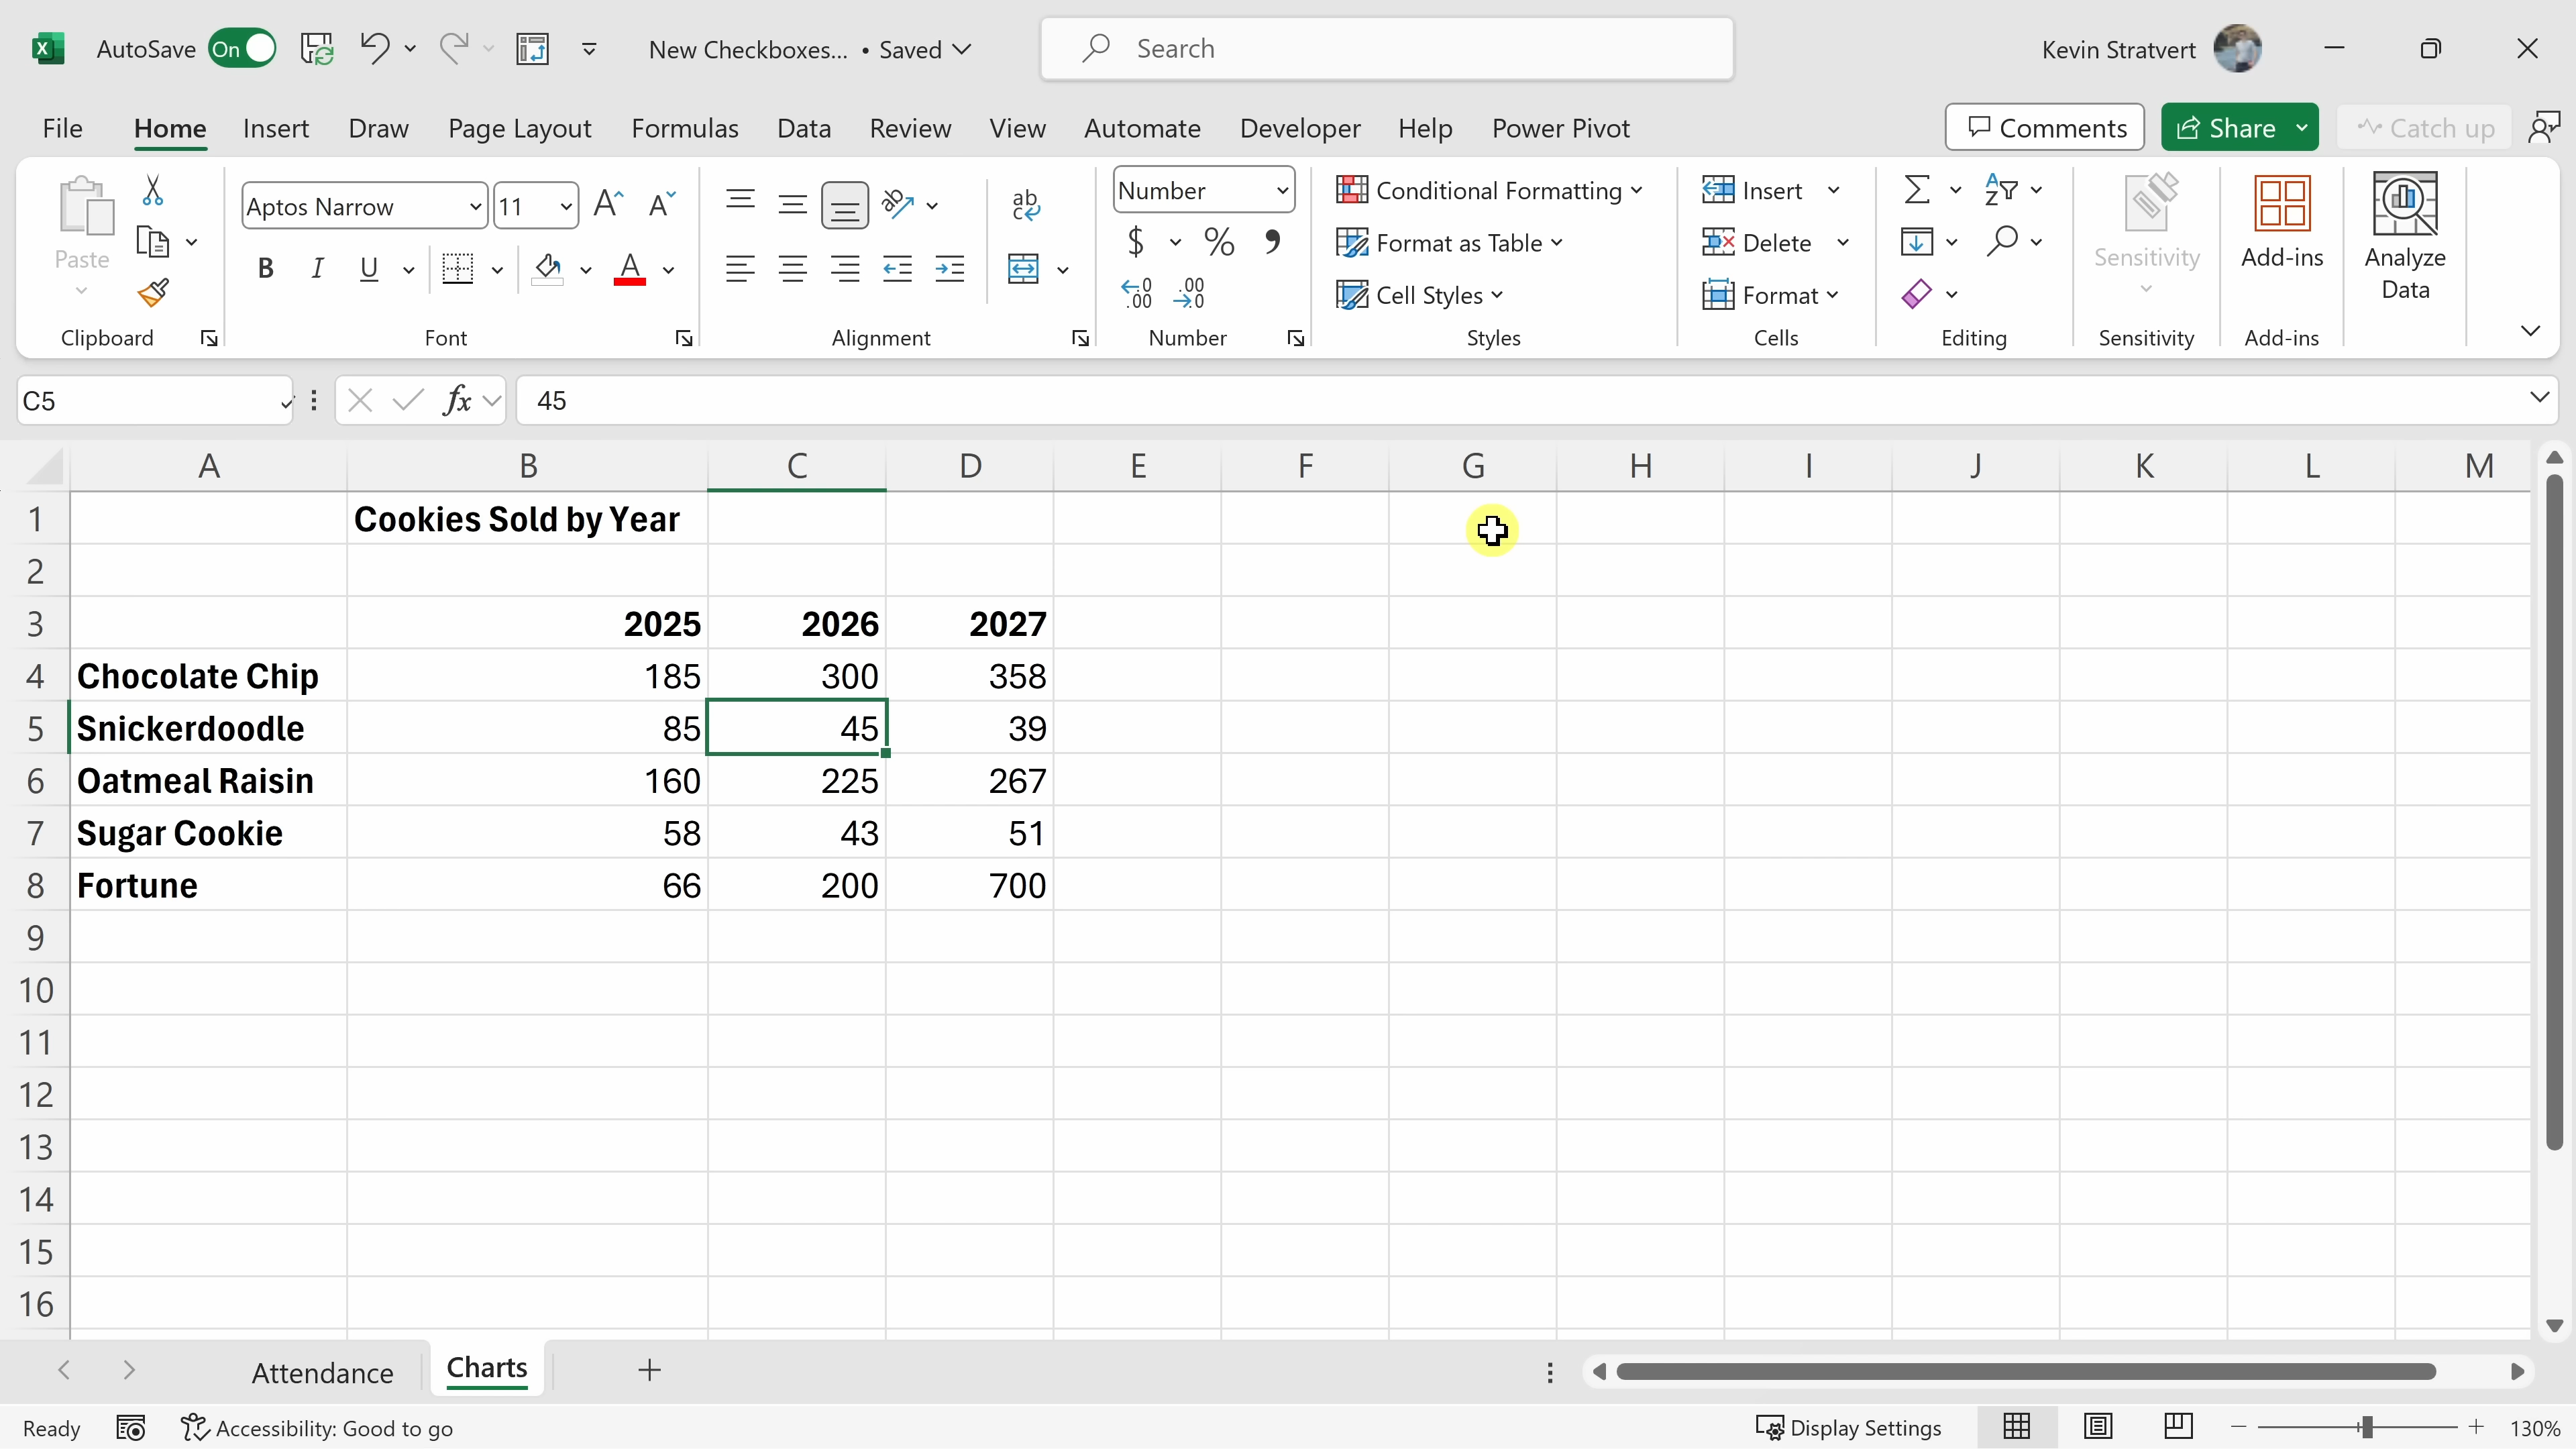 AutoSave On New Checkboxes... • Saved Search Kevin Stratvert
File Home Insert Draw Page Layout Formulas Data Review View Automate Developer Help Power Pivot Comments Share Catch up
Paste
Clipboard
Aptos Narrow 11
B I U A
Font
ab
c
Alignment
Number
$ % ,
Number
Conditional Formatting
Format as Table
Cell Styles
Styles
Insert
Delete
Format
Cells
Editing
Sensitivity
Sensitivity
Add-ins
Add-ins
Analyze
Data
C5 fx 45
A B C D E F G H I J K L M
1 Cookies Sold by Year
2
3 2025 2026 2027
4 Chocolate Chip 185 300 358
5 Snickerdoodle 85 45 39
6 Oatmeal Raisin 160 225 267
7 Sugar Cookie 58 43 51
8 Fortune 66 200 700
9
10
11
12
13
14
15
16
Attendance Charts
Ready Accessibility: Good to go Display Settings 130%